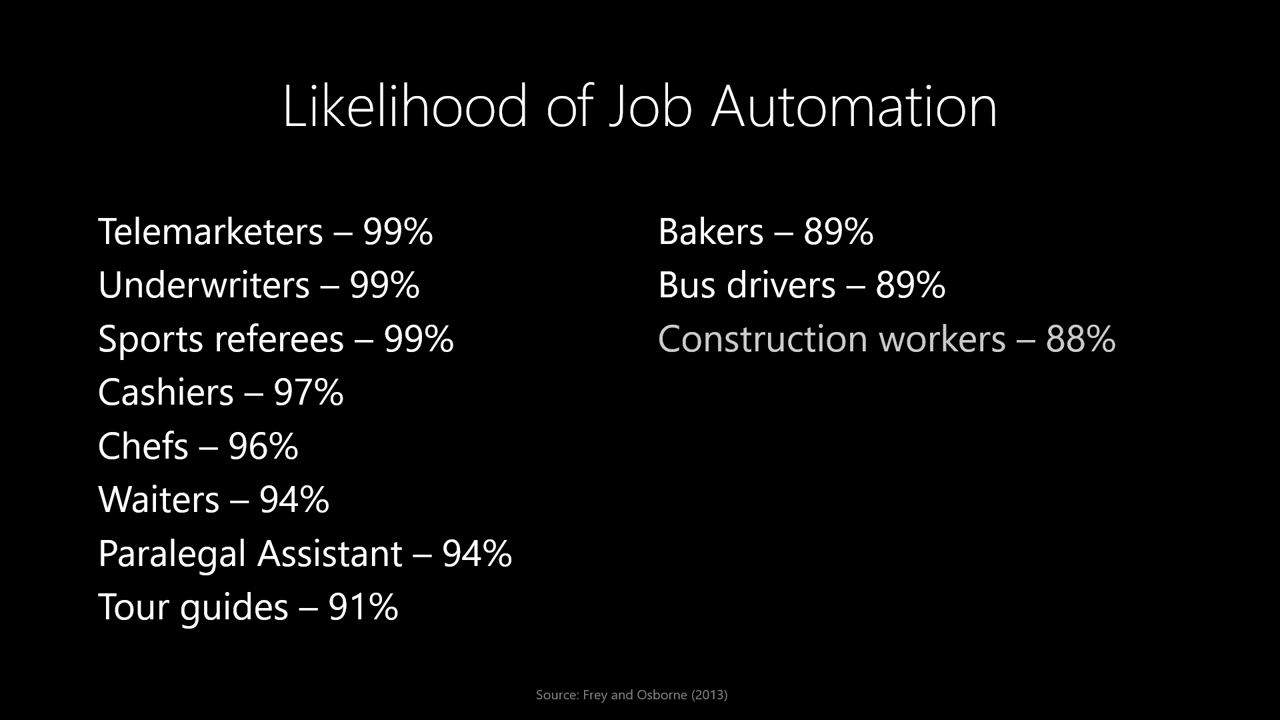 Likelihood of Job Automation
Telemarketers – 99%
Underwriters – 99%
Sports referees – 99%
Cashiers – 97%
Chefs – 96%
Waiters – 94%
Paralegal Assistant – 94%
Tour guides – 91%
Bakers – 89%
Bus drivers – 89%
Construction workers – 88%
Source: Frey and Osborne (2013)